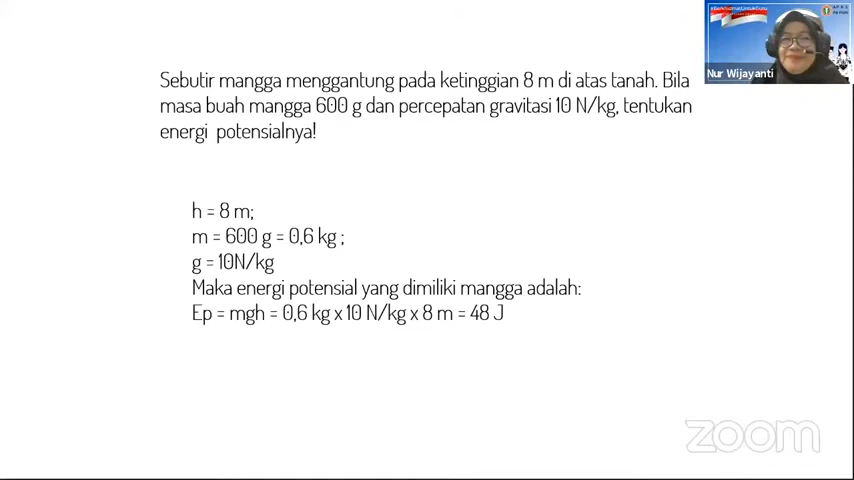 Sebutir mangga menggantung pada ketinggian 8 m di atas tanah. Bila
masa buah mangga 600 g dan percepatan gravitasi 10 N/kg, tentukan
energi potensialnya!
h = 8 m;
m = 600 g = 0,6 kg ;
g = 10N/kg
Maka energi potensial yang dimiliki mangga adalah:
Ep = mgh = 0,6 kg x 10 N/kg x 8 m = 48 J
Nur Wijayanti
zoom